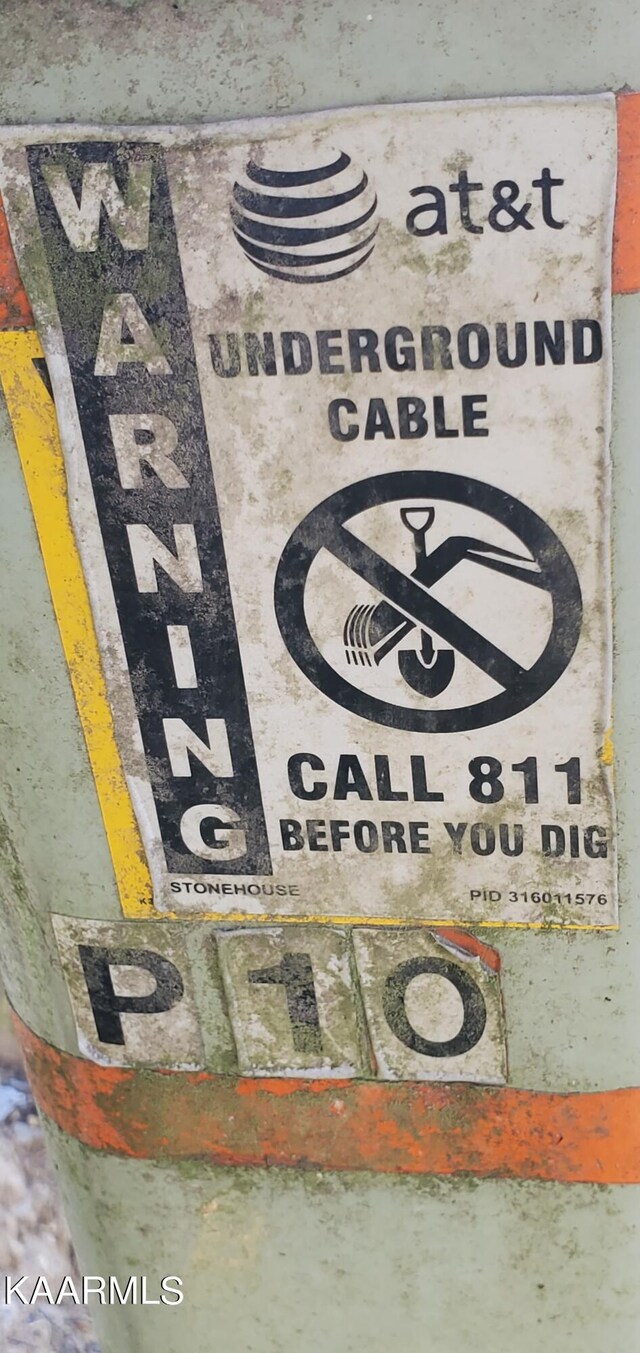 WARNING
at&t
UNDERGROUND
CABLE
CALL 811
BEFORE YOU DIG
STONEHOUSE
PID 316011576
P10
KAARMLS